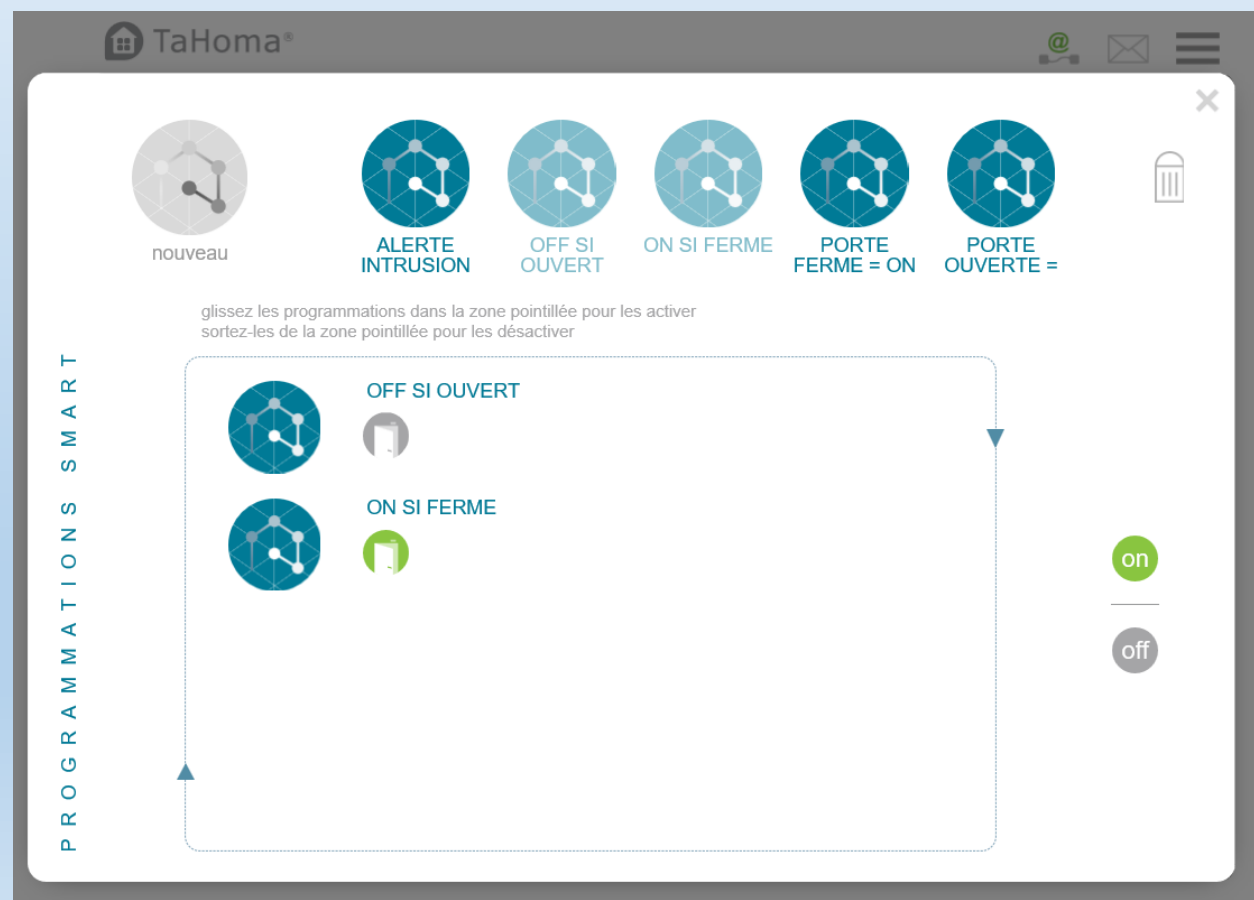 TaHoma®
@
nouveau
ALERTE
INTRUSION
OFF SI
OUVERT
ON SI FERME
PORTE
FERME = ON
PORTE
OUVERTE =
glissez les programmations dans la zone pointillée pour les activer
sortez-les de la zone pointillée pour les désactiver
PROGRAMMATIONS SMART
OFF SI OUVERT
ON SI FERME
on
off